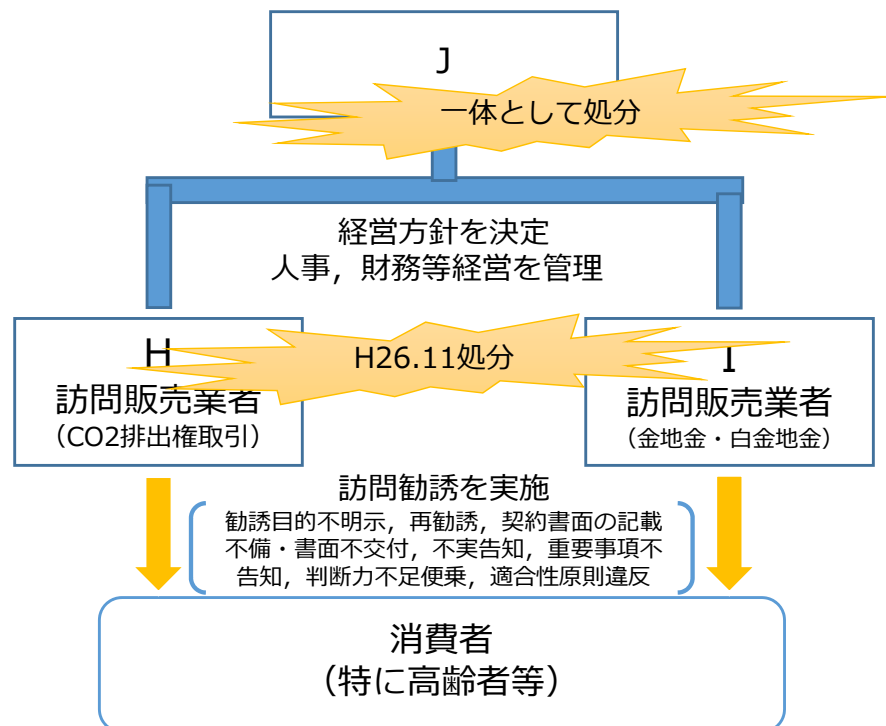 J
一体として処分
経営方針を決定
人事，財務等経営を管理
H
訪問販売業者
（CO2排出権取引）
H26.11処分
I
訪問販売業者
（金地金・白金地金）
訪問勧誘を実施
勧誘目的不明示，再勧誘，契約書面の記載
不備・書面不交付，不実告知，重要事項不
告知，判断力不足便乗，適合性原則違反
消費者
（特に高齢者等）